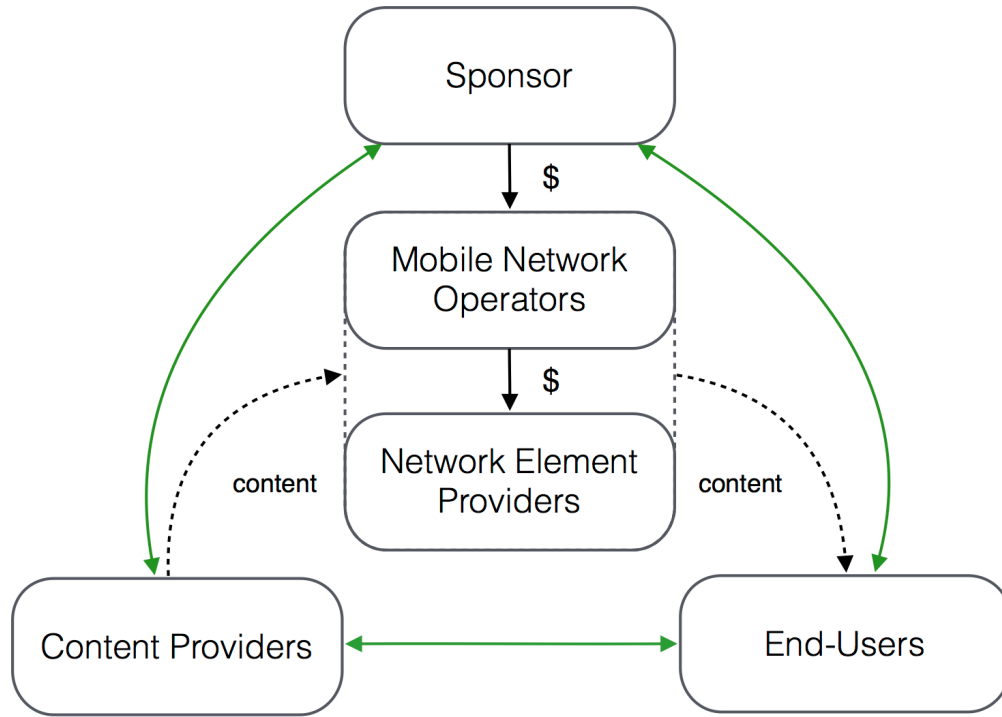 Sponsor
$
Mobile Network
Operators
$
Network Element
Providers
content
content
Content Providers
End-Users